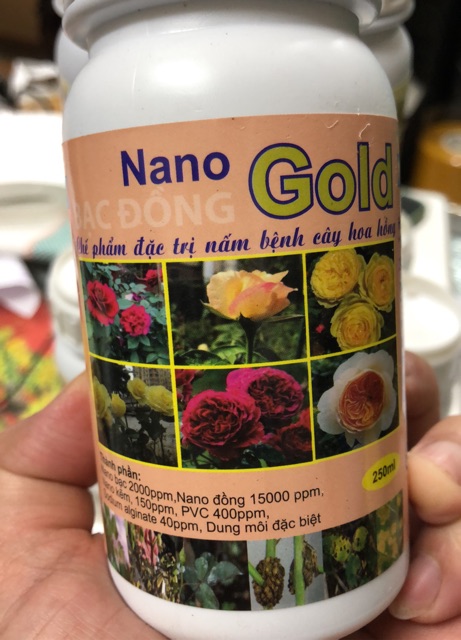 Nano
Gold
BẠC ĐỒNG
Chế phẩm đặc trị nấm bệnh cây hoa hồng
Thành phần:
Nano bạc 2000ppm,Nano đồng 15000 ppm,
Nano kẽm, 150ppm, PVC 400ppm,
Sodium alginate 40ppm, Dung môi đặc biệt
250ml